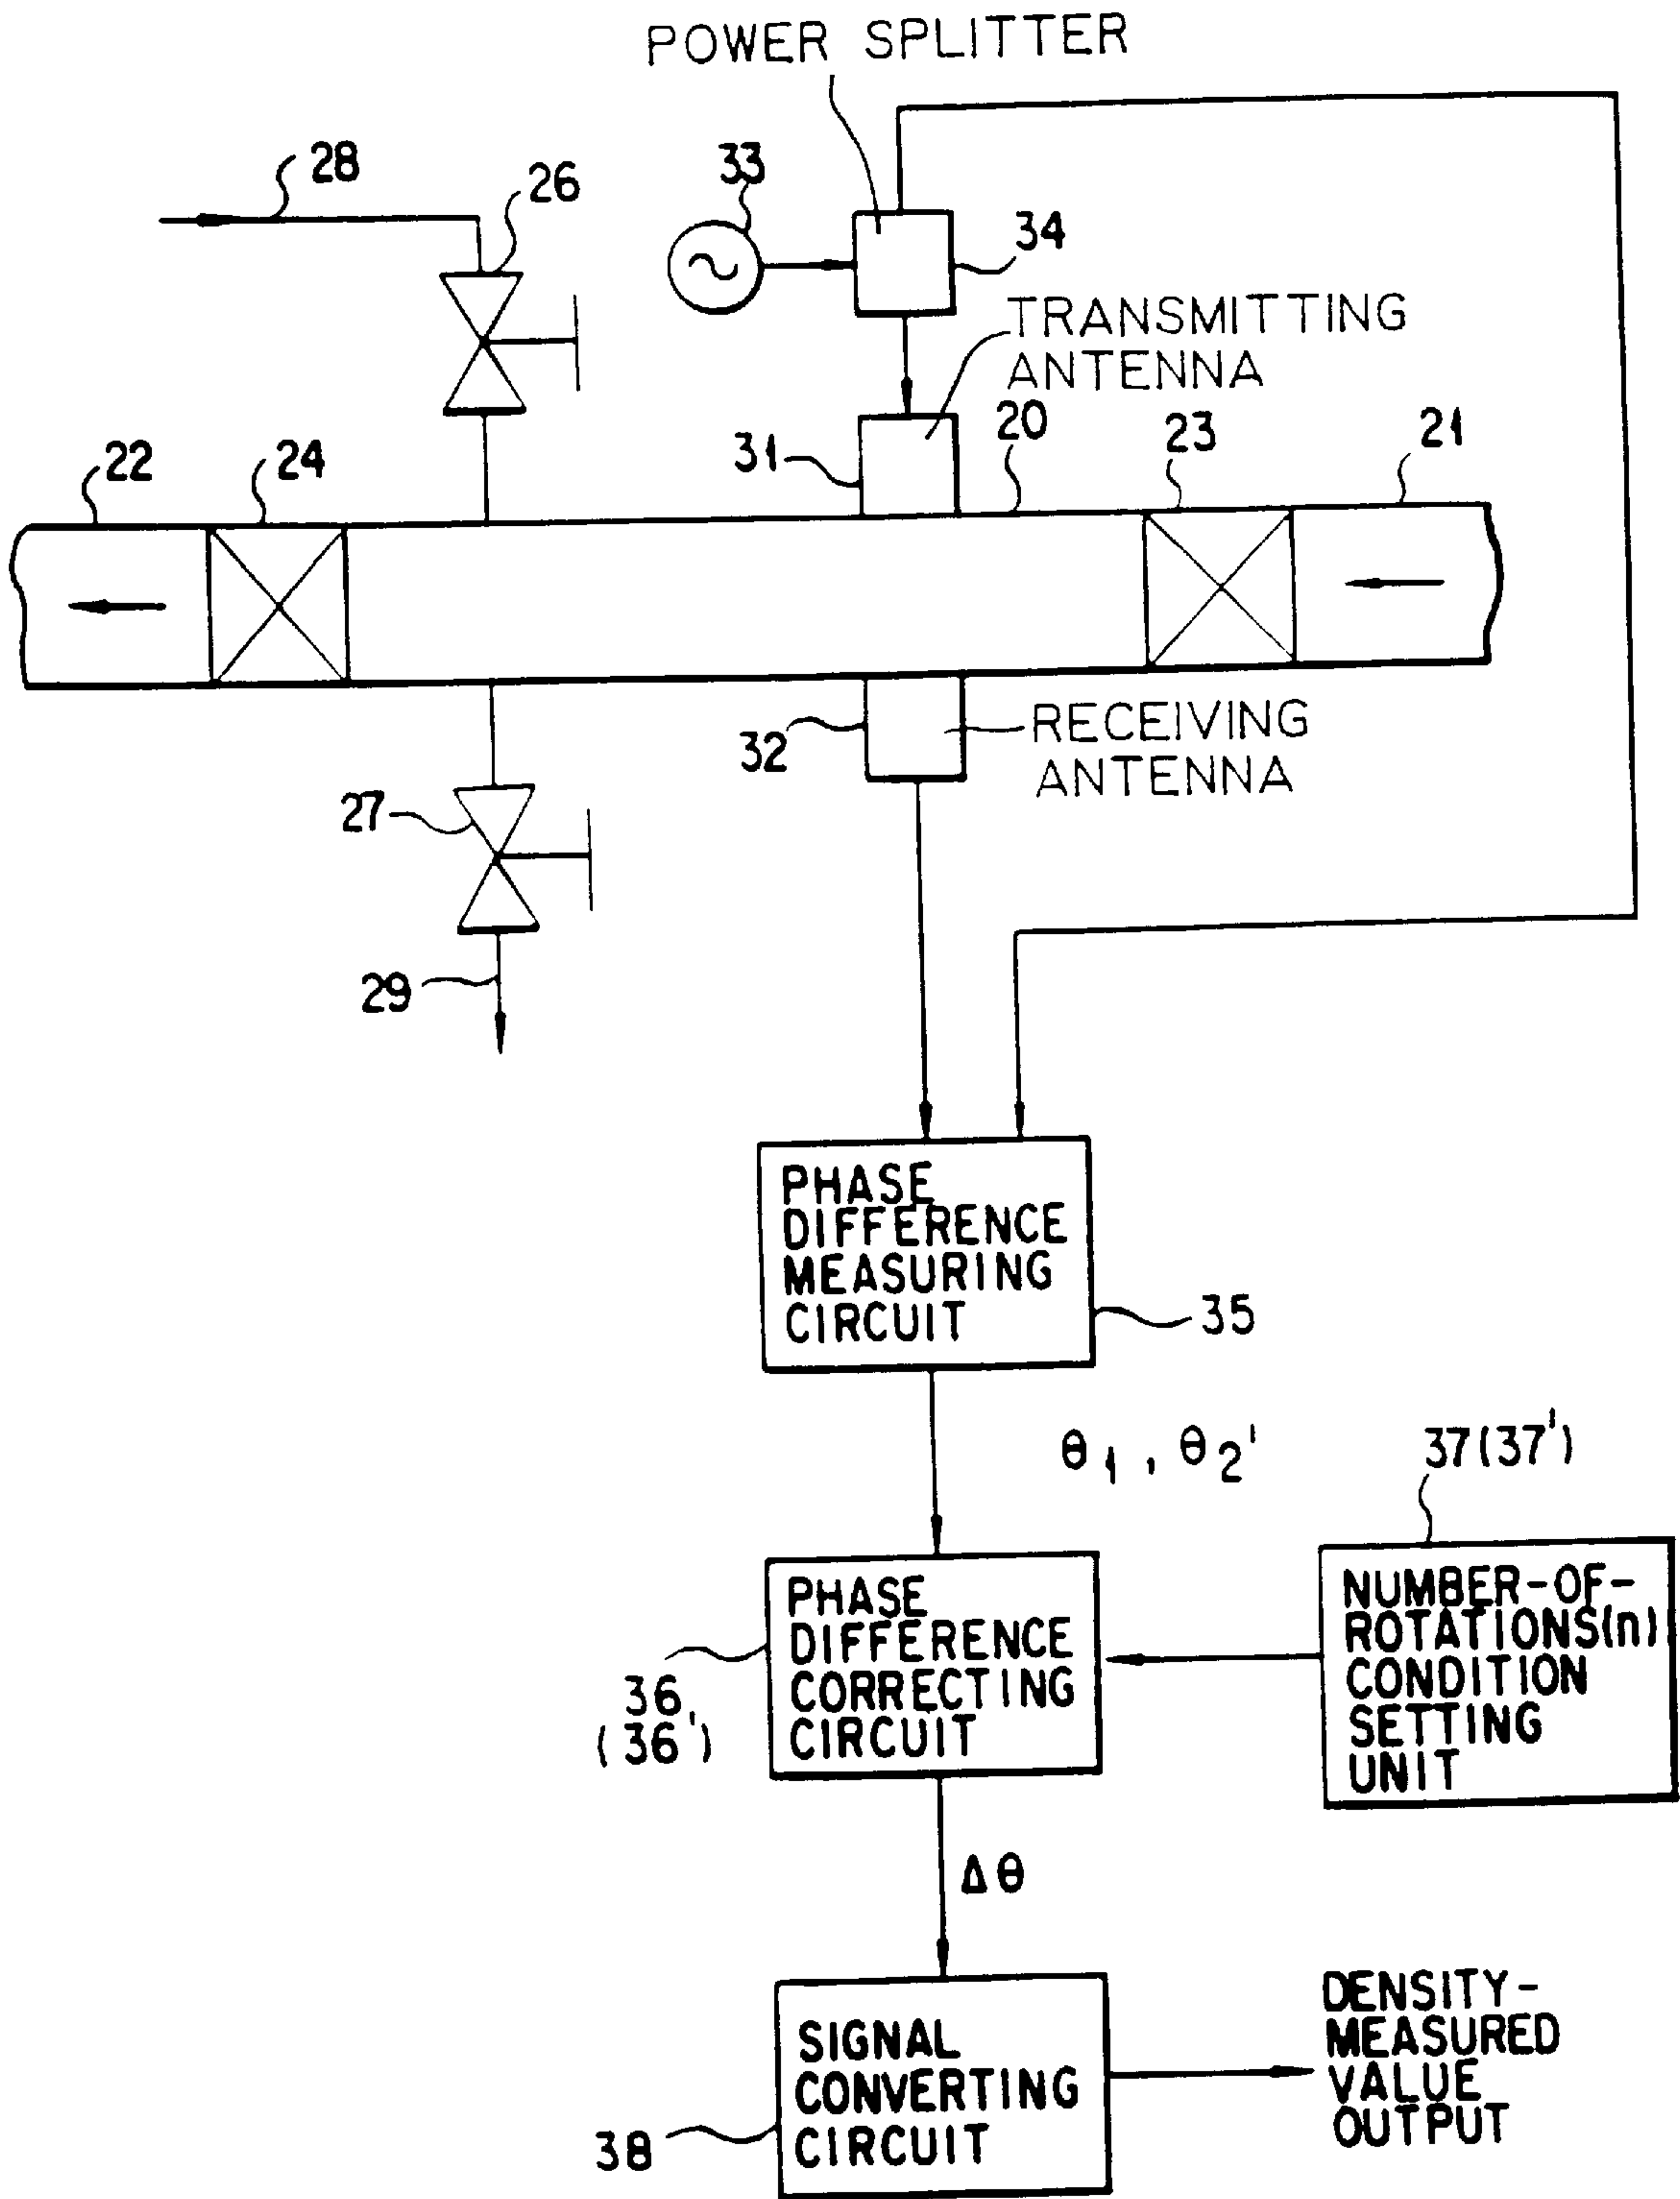 POWER SPLITTER
28
26
33
34
TRANSMITTING
ANTENNA
22
24
31
20
23
21
32
RECEIVING
ANTENNA
27
29
PHASE
DIFFERENCE
MEASURING
CIRCUIT
35
θ1 , θ2'
37(37')
PHASE
DIFFERENCE
CORRECTING
CIRCUIT
36
(36')
NUMBER-OF-
ROTATIONS(n)
CONDITION
SETTING
UNIT
Δθ
SIGNAL
CONVERTING
CIRCUIT
38
DENSITY-
MEASURED
VALUE
OUTPUT